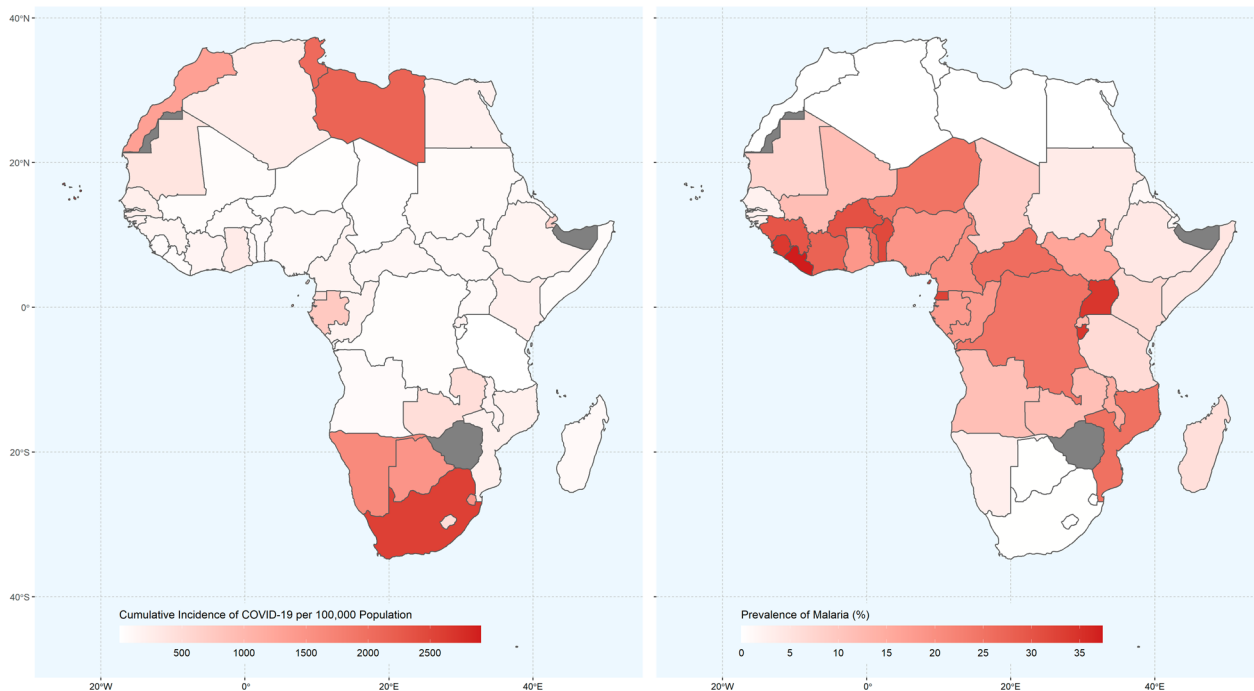 40°N
20°N
0°
20°S
40°S
Cumulative Incidence of COVID-19 per 100,000 Population
500 1000 1500 2000 2500
20°W 0° 20°E 40°E
Prevalence of Malaria (%)
0 5 10 15 20 25 30 35
20°W 0° 20°E 40°E